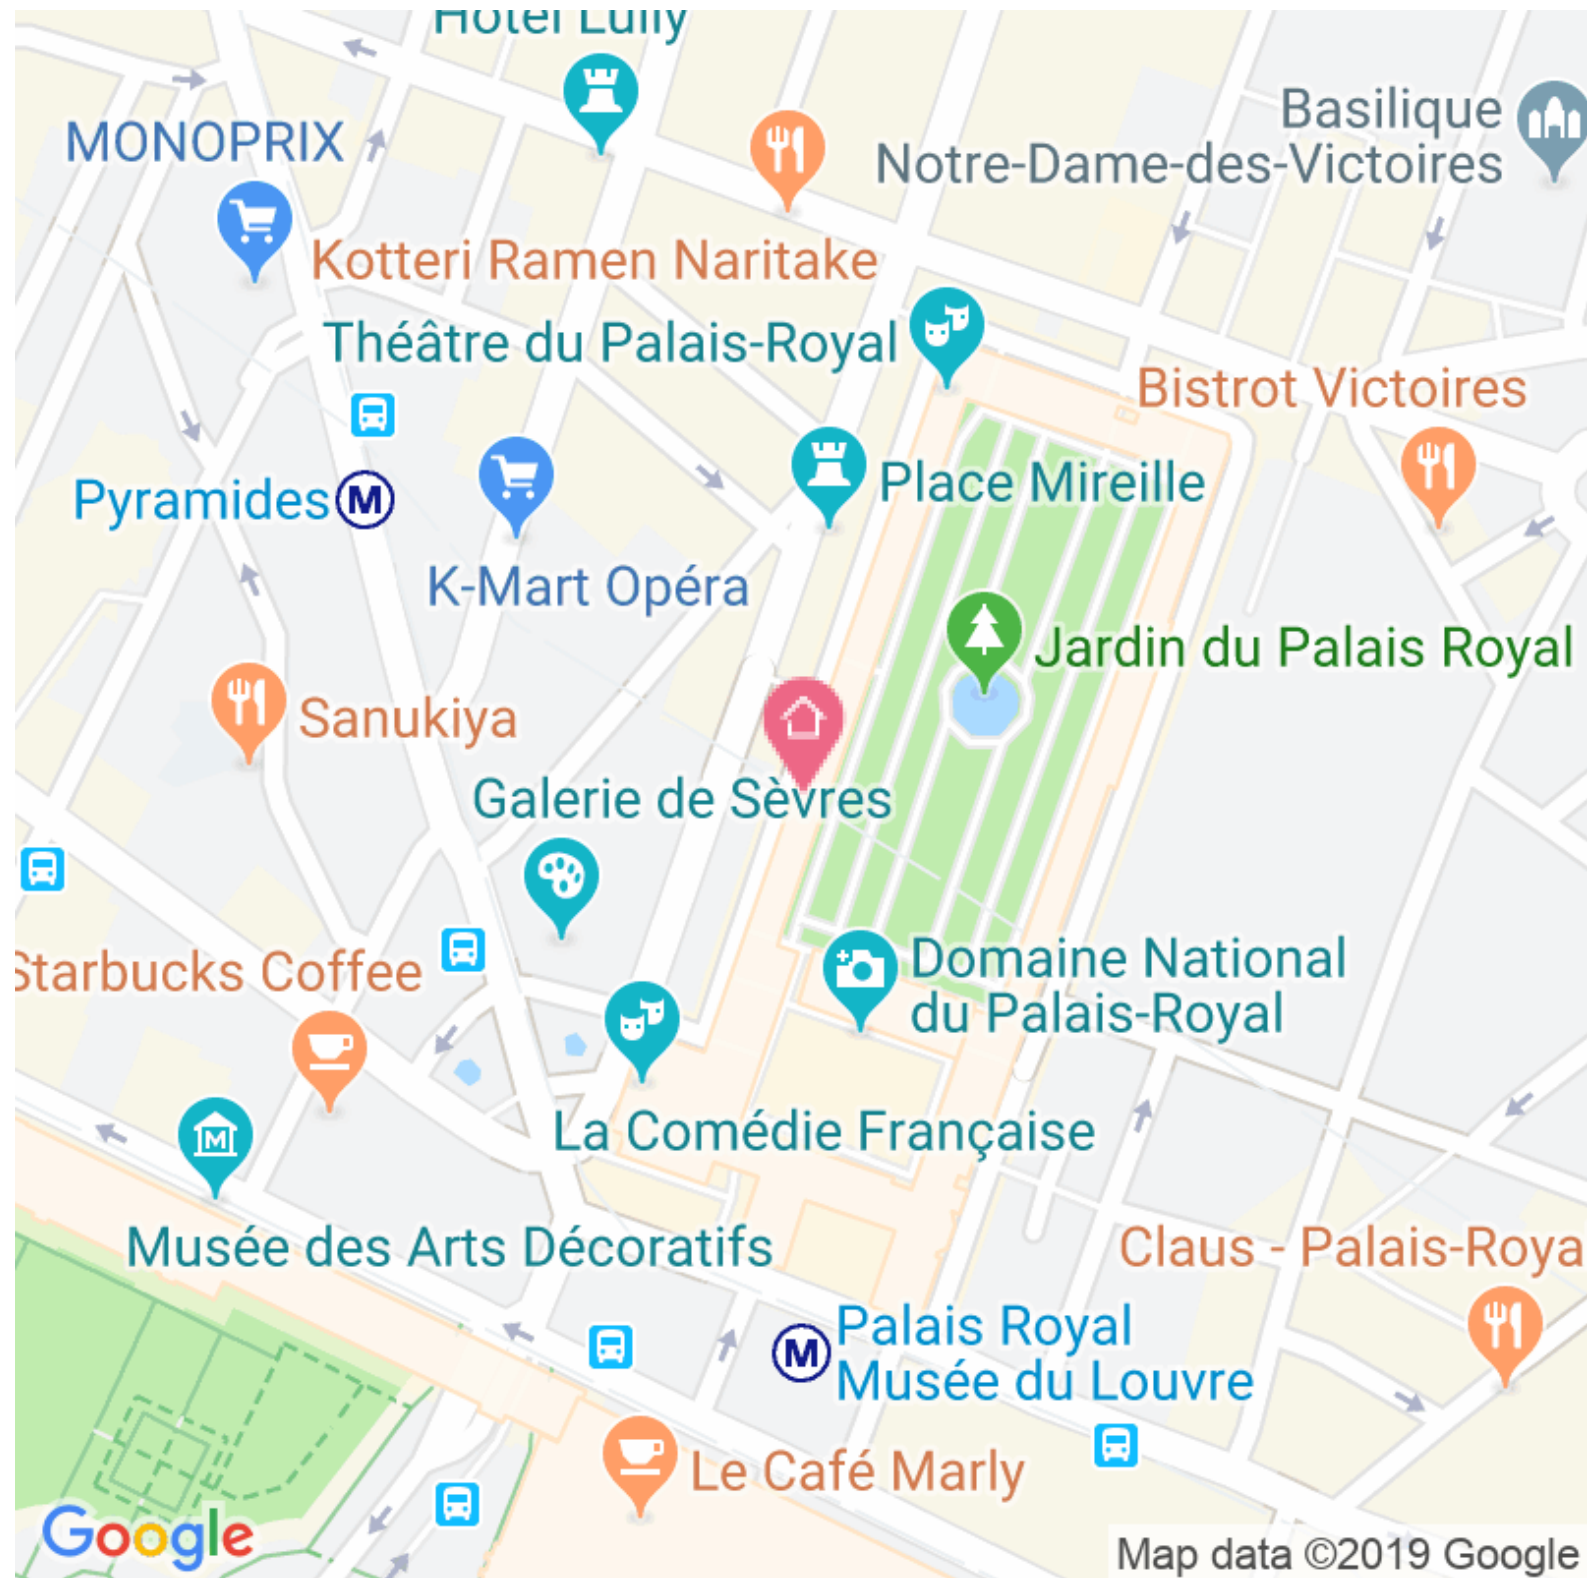 Hôtel Lully
Basilique
Notre-Dame-des-Victoires
MONOPRIX
Kotteri Ramen Naritake
Théâtre du Palais-Royal
Bistrot Victoires
Place Mireille
Pyramides
M
K-Mart Opéra
Jardin du Palais Royal
Sanukiya
Galerie de Sèvres
Starbucks Coffee
Domaine National
du Palais-Royal
La Comédie Française
M
Musée des Arts Décoratifs
Claus - Palais-Roya
Palais Royal
Musée du Louvre
M
Le Café Marly
Google
Map data ©2019 Google